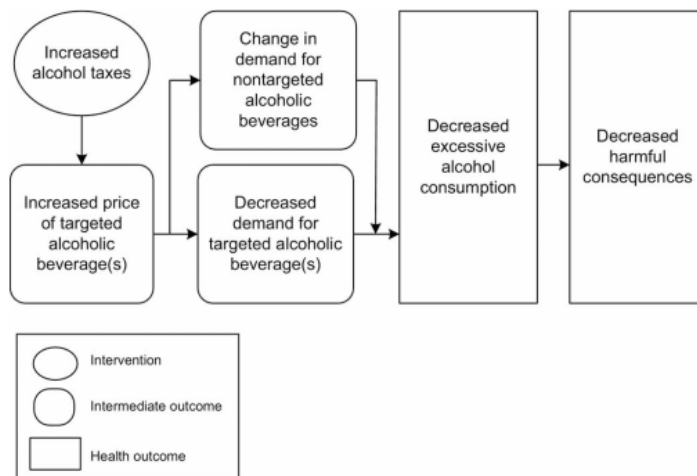 Increased
alcohol taxes
Change in
demand for
nontargeted
alcoholic
beverages
Increased price
of targeted
alcoholic
beverage(s)
Decreased
demand for
targeted alcoholic
beverage(s)
Decreased
excessive
alcohol
consumption
Decreased
harmful
consequences
Intervention
Intermediate outcome
Health outcome